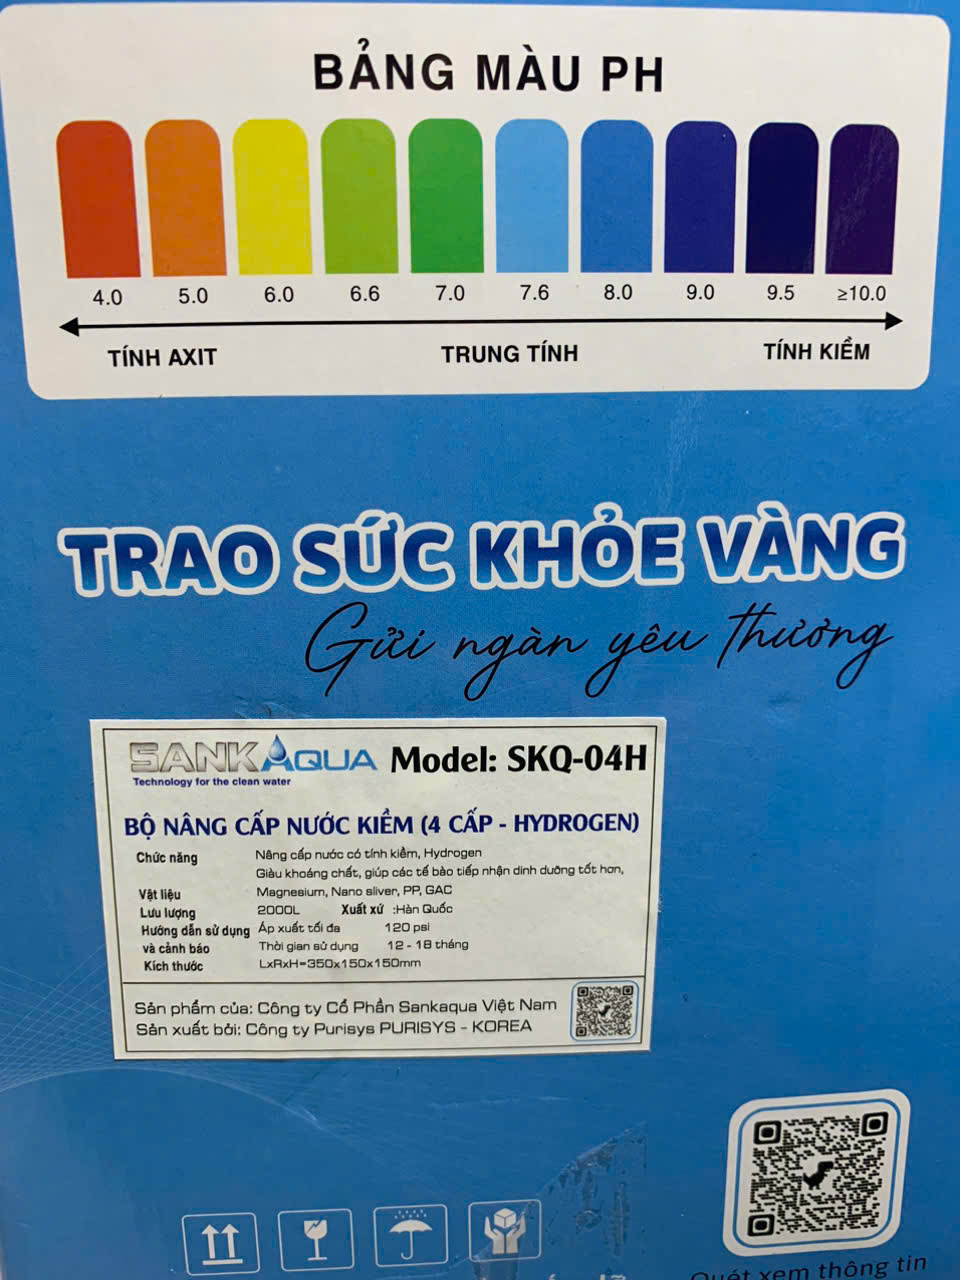 BẢNG MÀU PH
4.0 5.0 6.0 6.6 7.0 7.6 8.0 9.0 9.5 ≥10.0
TÍNH AXIT TRUNG TÍNH TÍNH KIỀM
TRAO SỨC KHỎE VÀNG
Gửi ngàn yêu thương
SANKAQUA Model: SKQ-04H
Technology for the clean water
BỘ NÂNG CẤP NƯỚC KIỀM (4 CẤP - HYDROGEN)
Chức năng Nâng cấp nước có tính kiềm, Hydrogen
Giàu khoáng chất, giúp các tế bào tiếp nhận dinh dưỡng tốt hơn,
Vật liệu Magnesium, Nano sliver, PP, GAC
Lưu lượng 2000L Xuất xứ :Hàn Quốc
Hướng dẫn sử dụng Áp xuất tối đa 120 psi
và cảnh báo Thời gian sử dụng 12 - 18 tháng
Kích thước LxRxH=350x150x150mm
Sản phẩm của: Công ty Cổ Phần Sankaqua Việt Nam
Sản xuất bởi: Công ty Purisys PURISYS - KOREA
Quét xem thông tin